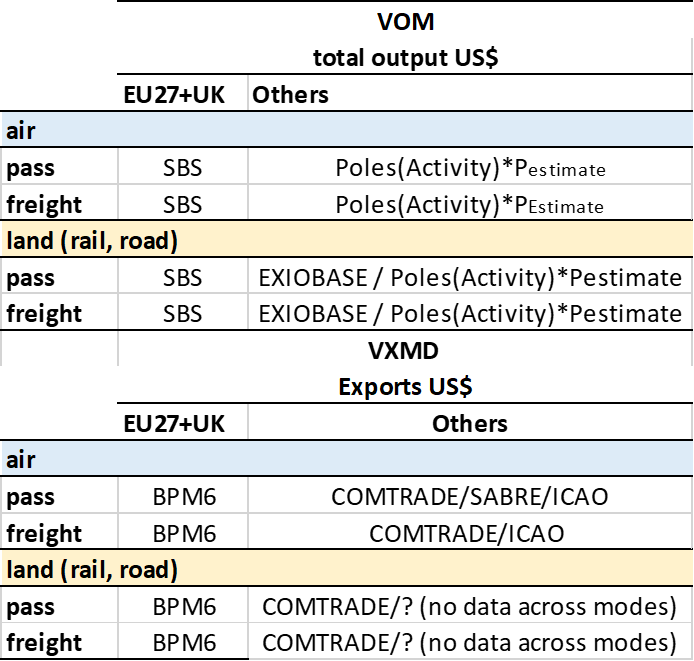 VOM
total output US$
EU27+UK Others
air
pass SBS Poles(Activity)*Pestimate
freight SBS Poles(Activity)*PEstimate
land (rail, road)
pass SBS EXIOBASE / Poles(Activity)*Pestimate
freight SBS EXIOBASE / Poles(Activity)*Pestimate
VXMD
Exports US$
EU27+UK Others
air
pass BPM6 COMTRADE/SABRE/ICAO
freight BPM6 COMTRADE/ICAO
land (rail, road)
pass BPM6 COMTRADE/? (no data across modes)
freight BPM6 COMTRADE/? (no data across modes)